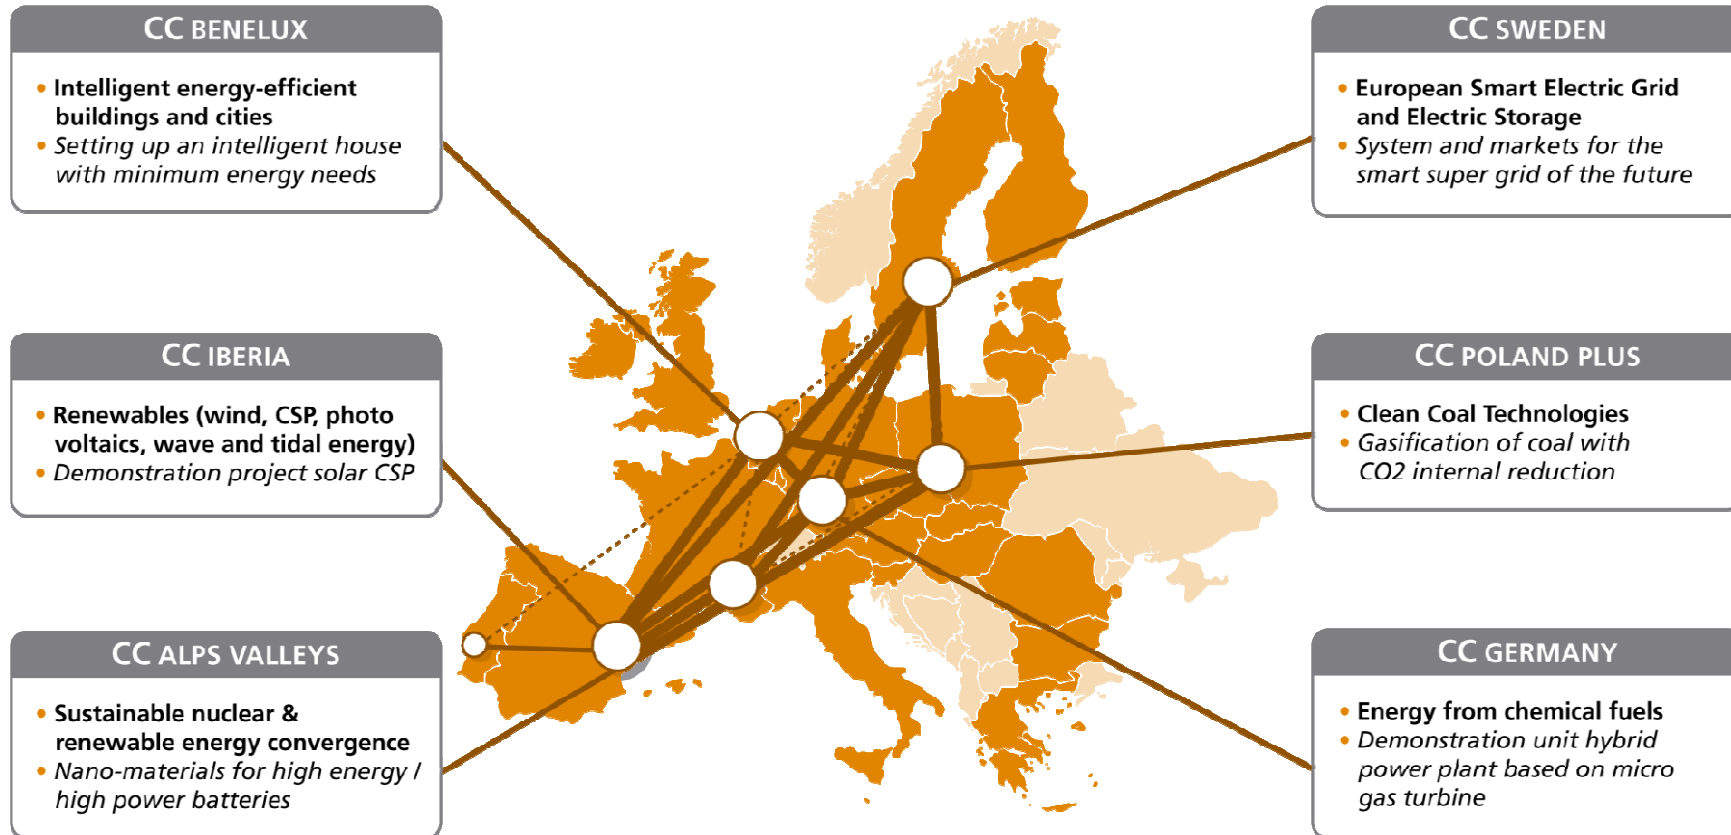 CC BENELUX
• Intelligent energy-efficient
buildings and cities
• Setting up an intelligent house
with minimum energy needs
CC IBERIA
• Renewables (wind, CSP, photo
voltaics, wave and tidal energy)
• Demonstration project solar CSP
CC ALPS VALLEYS
• Sustainable nuclear &
renewable energy convergence
• Nano-materials for high energy /
high power batteries
CC SWEDEN
• European Smart Electric Grid
and Electric Storage
• System and markets for the
smart super grid of the future
CC POLAND PLUS
• Clean Coal Technologies
• Gasification of coal with
CO2 internal reduction
CC GERMANY
• Energy from chemical fuels
• Demonstration unit hybrid
power plant based on micro
gas turbine